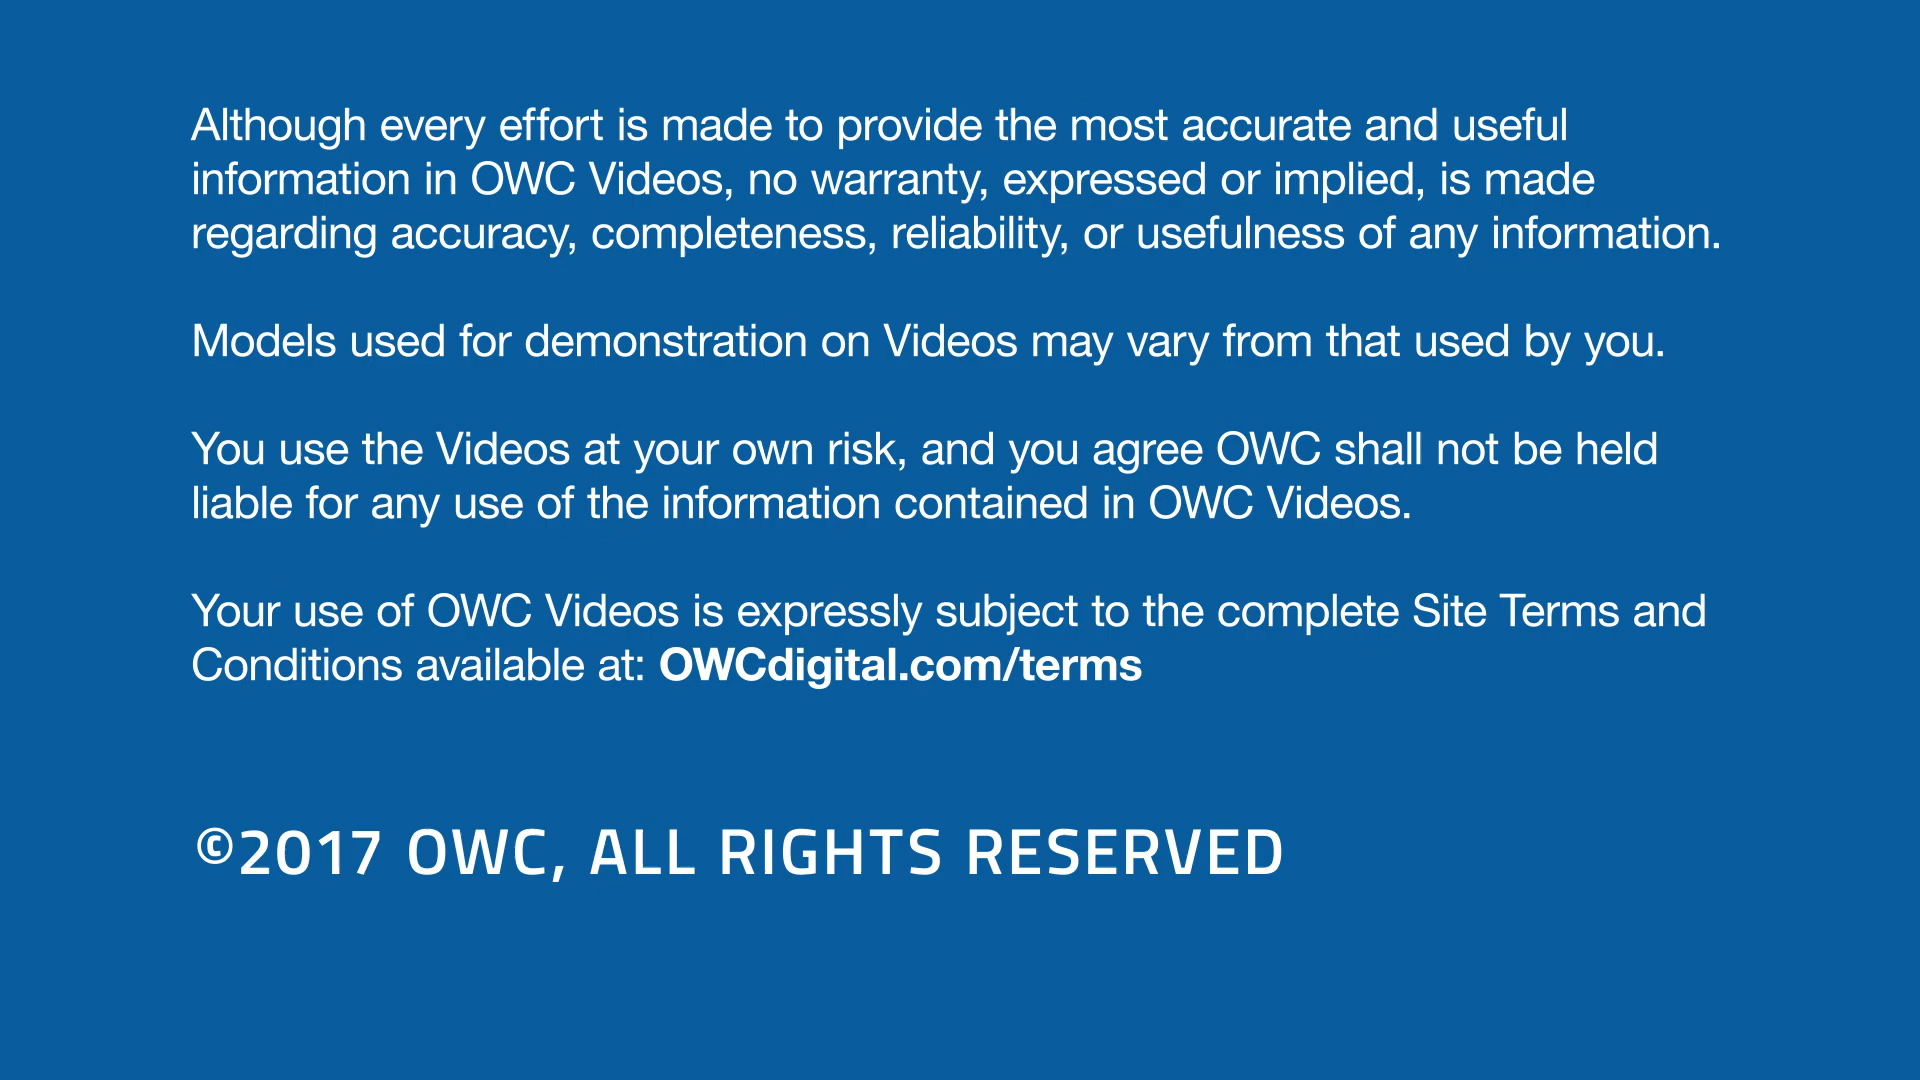 Although every effort is made to provide the most accurate and useful
information in OWC Videos, no warranty, expressed or implied, is made
regarding accuracy, completeness, reliability, or usefulness of any information.
Models used for demonstration on Videos may vary from that used by you.
You use the Videos at your own risk, and you agree OWC shall not be held
liable for any use of the information contained in OWC Videos.
Your use of OWC Videos is expressly subject to the complete Site Terms and
Conditions available at: OWCdigital.com/terms
©2017 OWC, ALL RIGHTS RESERVED